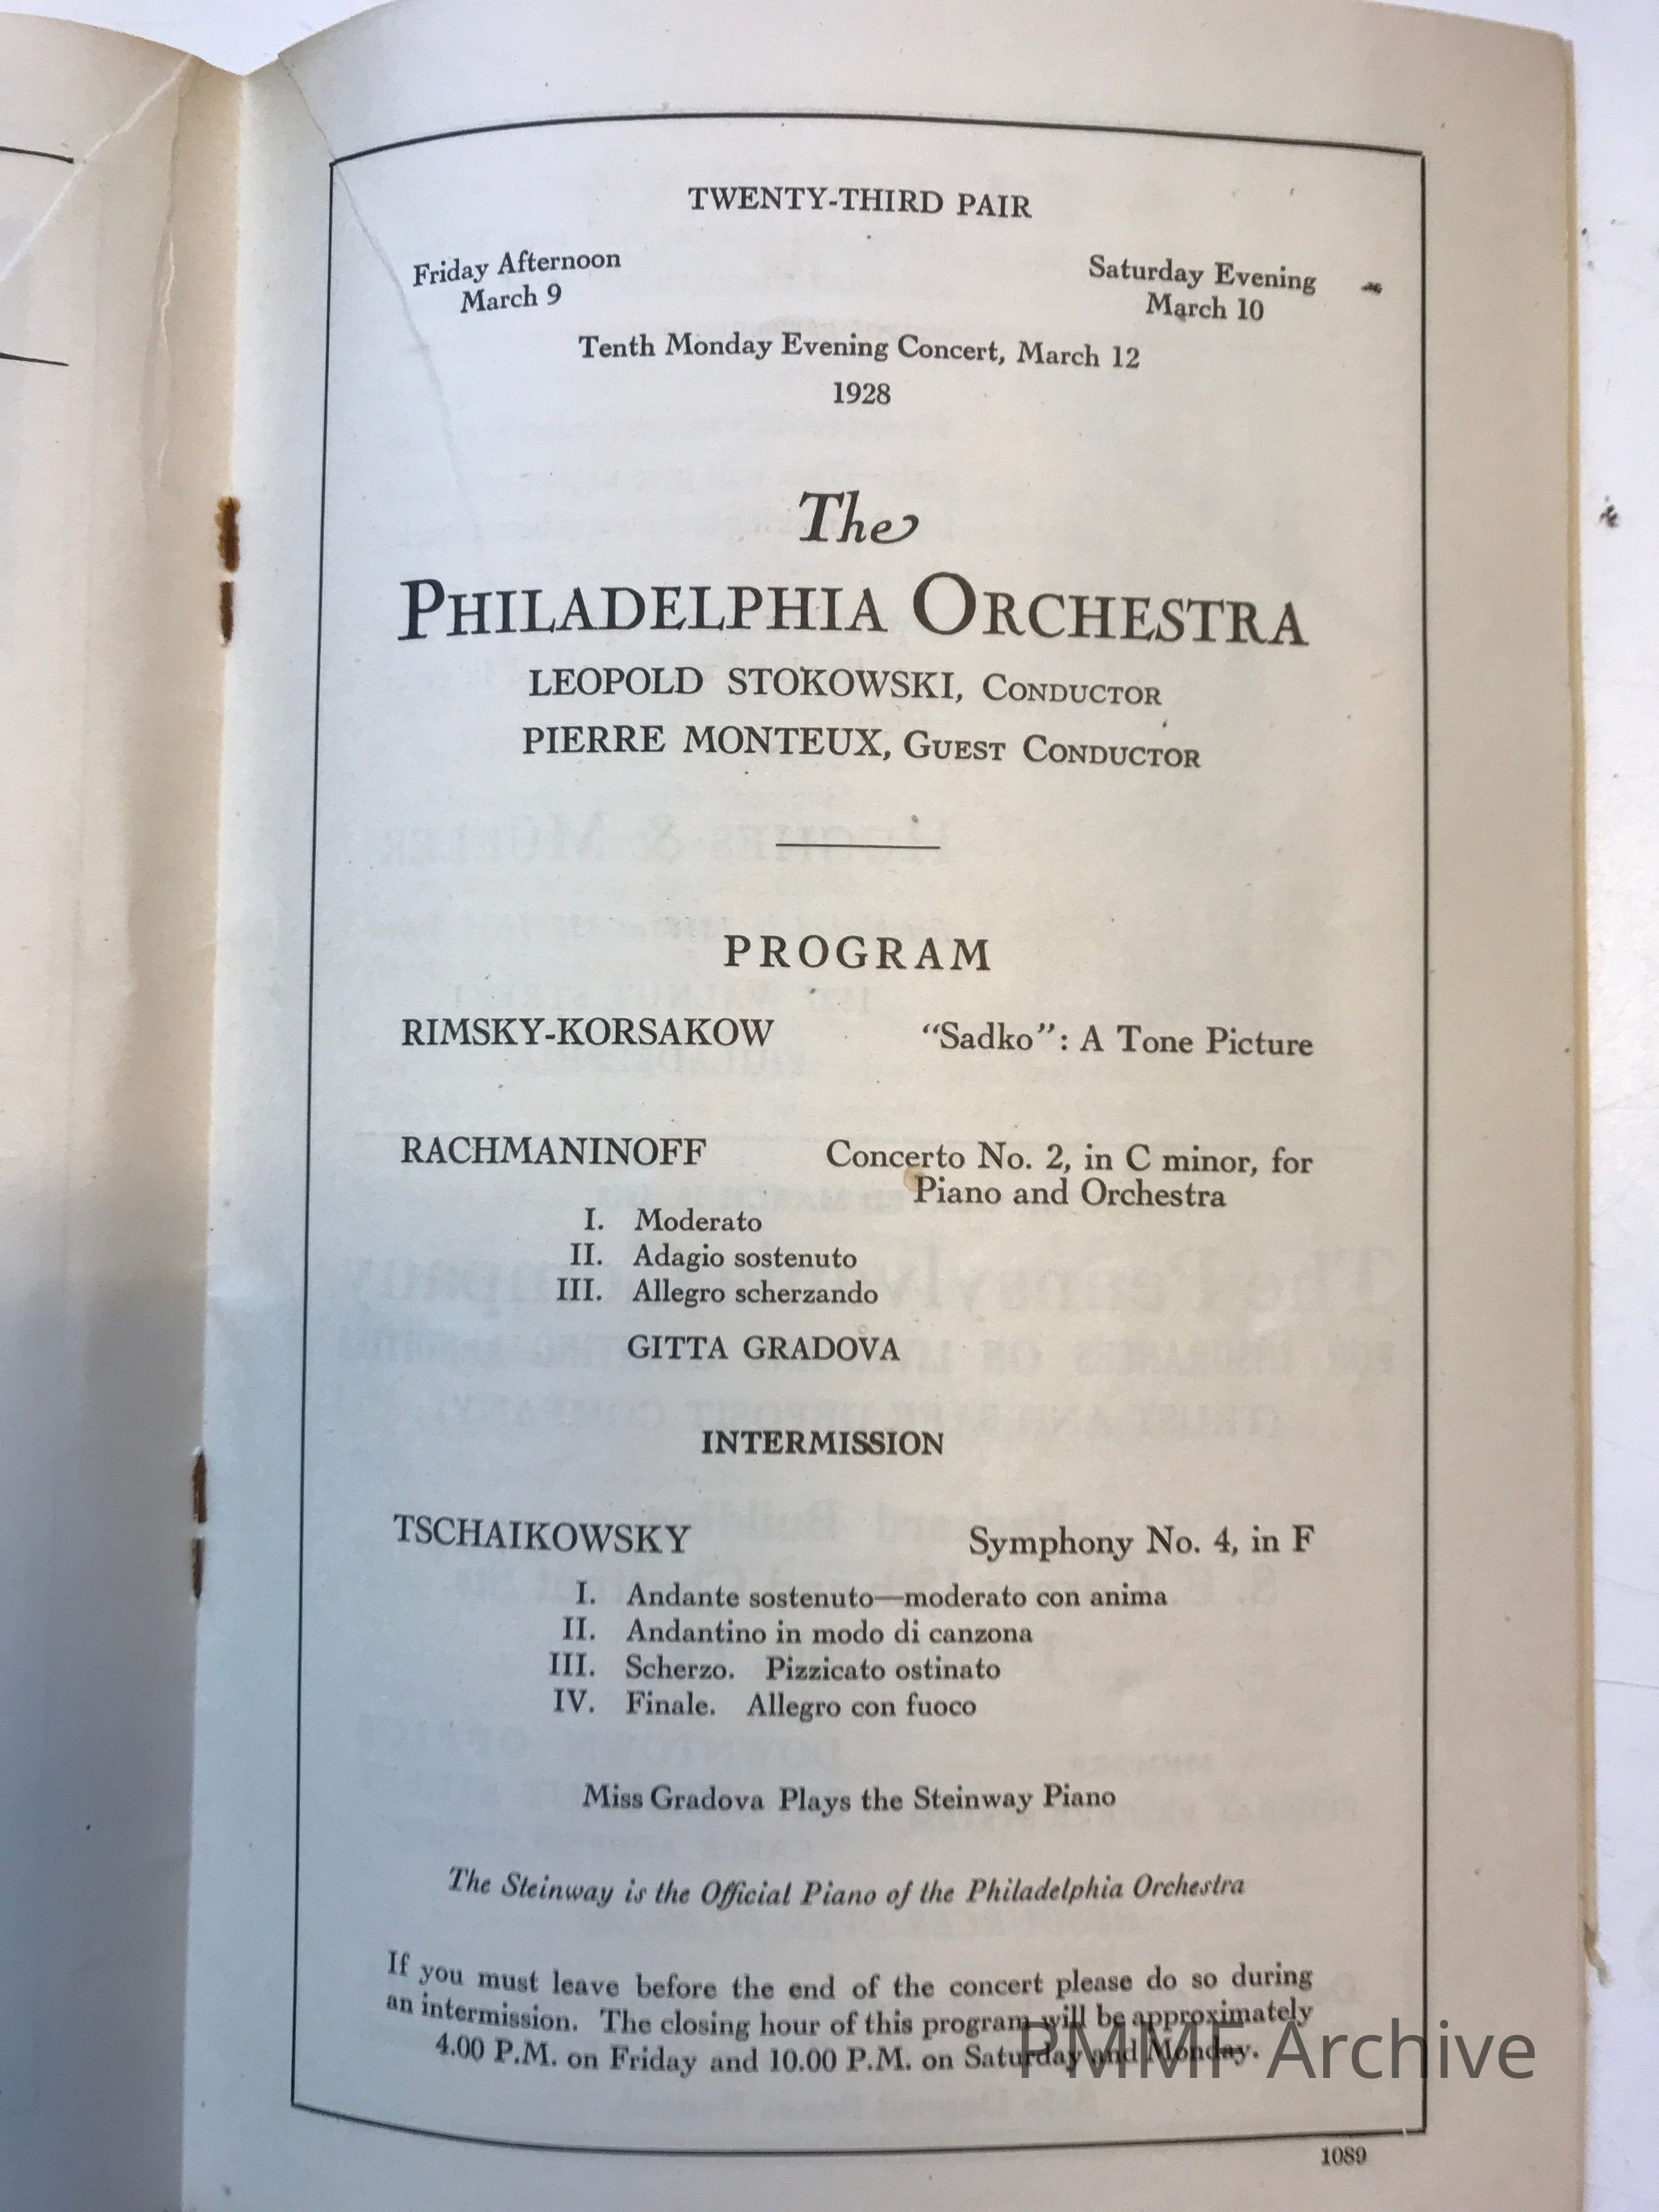 TWENTY-THIRD PAIR
Friday Afternoon
March 9
Saturday Evening
March 10
Tenth Monday Evening Concert, March 12
1928
The
PHILADELPHIA ORCHESTRA
LEOPOLD STOKOWSKI, CONDUCTOR
PIERRE MONTEUX, GUEST CONDUCTOR
PROGRAM
RIMSKY-KORSAKOW "Sadko": A Tone Picture
RACHMANINOFF Concerto No. 2, in C minor, for
Piano and Orchestra
I. Moderato
II. Adagio sostenuto
III. Allegro scherzando
GITTA GRADOVA
INTERMISSION
TSCHAIKOWSKY Symphony No. 4, in F
I. Andante sostenuto—moderato con anima
II. Andantino in modo di canzona
III. Scherzo. Pizzicato ostinato
IV. Finale. Allegro con fuoco
Miss Gradova Plays the Steinway Piano
The Steinway is the Official Piano of the Philadelphia Orchestra
If you must leave before the end of the concert please do so during
an intermission. The closing hour of this program will be approximately
4.00 P.M. on Friday and 10.00 P.M. on Saturday and Monday.
PMMF Archive
1089